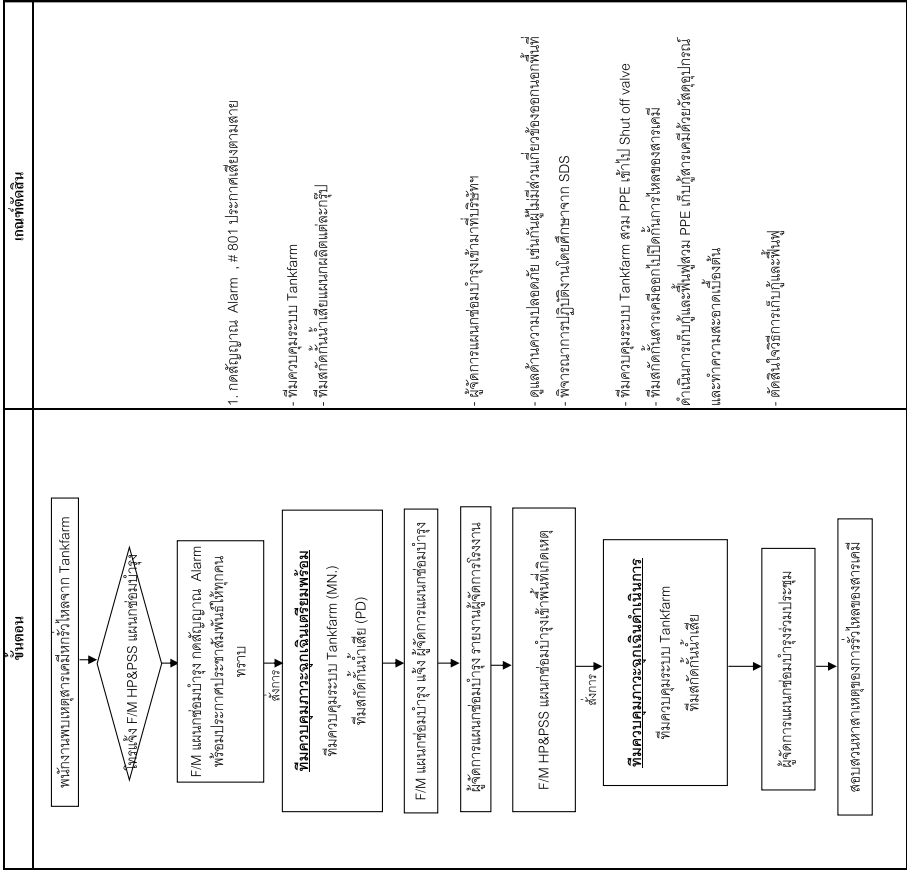 ขั้นตอน
เกณฑ์ตัดสิน
พนักงานพบเหตุสารเคมีหกรั่วไหลจาก Tankfarm
โทรแจ้ง F/M HP&PSS แผนกซ่อมบำรุง
F/M แผนกซ่อมบำรุง กดสัญญาณ Alarm
พร้อมประกาศประชาสัมพันธ์ให้ทุกคน
ทราบ
1. กดสัญญาณ Alarm , # 801 ประกาศเสียงตามสาย
สั่งการ
ทีมควบคุมภาวะฉุกเฉินเตรียมพร้อม
ทีมควบคุมระบบ Tankfarm (MN.)
ทีมสกัดกั้นน้ำเสีย (PD)
- ทีมควบคุมระบบ Tankfarm
- ทีมสกัดกั้นน้ำเสียแผนกผลิตแต่ละกรุ๊ป
F/M แผนกซ่อมบำรุง แจ้ง ผู้จัดการแผนกซ่อมบำรุง
ผู้จัดการแผนกซ่อมบำรุง รายงานผู้จัดการโรงงาน
- ผู้จัดการแผนกซ่อมบำรุงเข้ามาที่บริษัทฯ
F/M HP&PSS แผนกซ่อมบำรุงเข้าพื้นที่เกิดเหตุ
- ดูแลด้านความปลอดภัย เช่นกันผู้ไม่มีส่วนเกี่ยวข้องออกนอกพื้นที่
- พิจารณาการปฏิบัติงานโดยศึกษาจาก SDS
สั่งการ
ทีมควบคุมภาวะฉุกเฉินดำเนินการ
ทีมควบคุมระบบ Tankfarm
ทีมสกัดกั้นน้ำเสีย
- ทีมควบคุมระบบ Tankfarm สวม PPE เข้าไป Shut off valve
- ทีมสกัดกั้นสารเคมีออกไปปิดกั้นการไหลของสารเคมี
ดำเนินการเก็บกู้และฟื้นฟูสวม PPE เก็บกู้สารเคมีด้วยวัสดุอุปกรณ์
และทำความสะอาดเบื้องต้น
ผู้จัดการแผนกซ่อมบำรุงร่วมประชุม
- ตัดสินใจวิธีการเก็บกู้และฟื้นฟู
สอบสวนหาสาเหตุของการรั่วไหลของสารเคมี